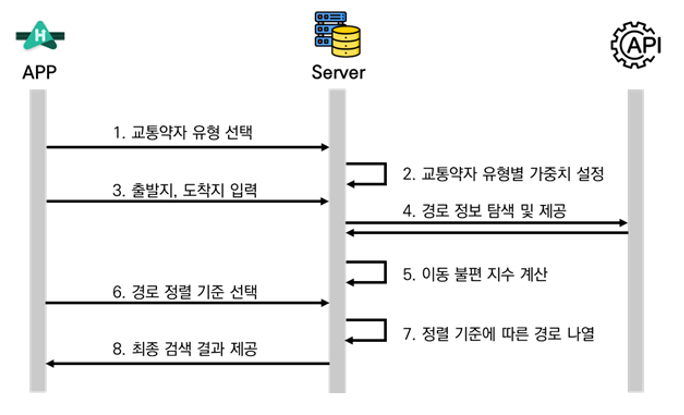 H
API
APP
Server
1. 교통약자 유형 선택
2. 교통약자 유형별 가중치 설정
3. 출발지, 도착지 입력
4. 경로 정보 탐색 및 제공
5. 이동 불편 지수 계산
6. 경로 정렬 기준 선택
7. 정렬 기준에 따른 경로 나열
8. 최종 검색 결과 제공